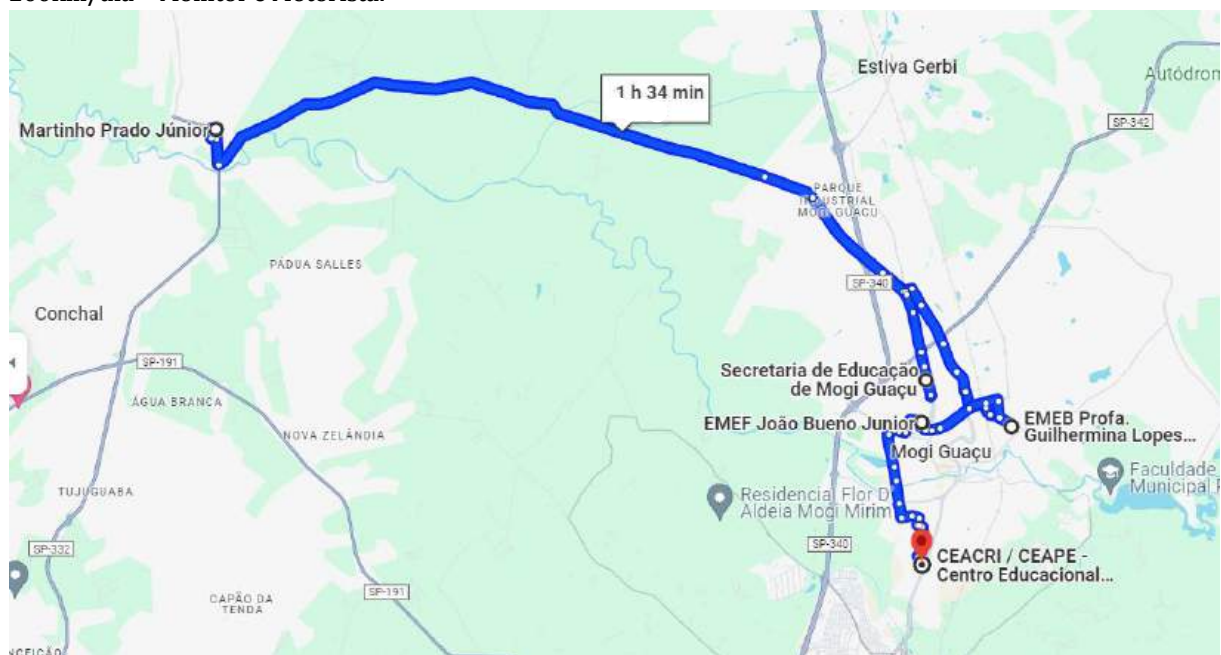 Estiva Gerbi
Autódrom
1 h 34 min
SP-342
Martinho Prado Júnior
PARQUE
INDUSTRIAL
MOGI GUAÇU
PÁDUA SALLES
SP-340
Conchal
SP-191
Secretaria de Educação
de Mogi Guaçu
ÁGUA BRANCA
EMEF João Bueno Junior
EMEB Profa.
Guilhermina Lopes...
NOVA ZELÂNDIA
Mogi Guaçu
Faculdade
Municipal
TUJUGUABA
Residencial Flor D
Aldeia Mogi Mirim
SP-332
SP-340
CEACRI / CEAPE -
Centro Educacional...
SP-191
CAPÃO DA
TENDA